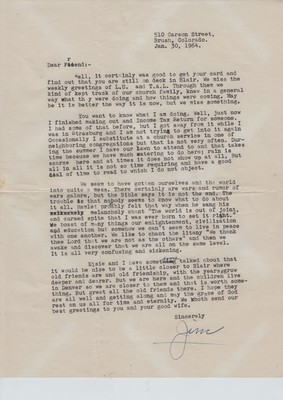 510 Carson Street,
Brush, Colorado.
Jan. 30, 1964.
Dear Friend:-
Well, it certainly was good to get your card and
find out that you are still on deck in Blair. We miss the
weekly greetings of L.U. and T.A.L. Through them we
kind of kept track of our church family, knew in a general
way what they were doing and how things were coming. May
be it is better the way it is now, but we miss something.
You want to know what I am doing. Well, just now
I finished making out and Income Tax Return for someone.
I had some of that before, but I got away from it while I
was in Strasburg and I am not trying to get into it again
Occasionally I substitute at a church service in one of
neighboring congregations but that is not very often. Dur-
ing the summer I have our lawn to attend to and that takes
time because we have much watering to do here; rain is
scarce here and at times it does not show up at all, But
all in all it is not so time requiring and have a good
deal of time to read to which I do not object.
We seem to have gotten ourselves and the world
into quite a mess. There certainly are wars and rumor of
wars galore, but the Bible says it is not the end. The
trouble is that nobody seems to know what to do about
it all. Hamlet probly felt that way when he sang his
melancholy about "The world is out of joint,
and cursed spite that I was ever born to set it right."
We boast of many things our enlightenment, civilisation
and education but somehow we can't seem to live in peace
with one another. We like to chant the litany "We thank
thee Lord that we are not as the others" and then we
awake and discover that we are all on the same level.
It is all very confusing and sickening.
Elsie and I have sometimes talked about that
it would be nice to be a little closer to Blair where
old friends are and old friendship, with the years, grow
deeper and dearer. But we are here and the children live
in Denver so we are closer to them and that is worth some-
thing. But greet all the old friends there. I hope they
are all well and getting along and may the grace of God
rest on us all for time and eternity. We both send our
best greetings to you and your good wife.
Sincerely